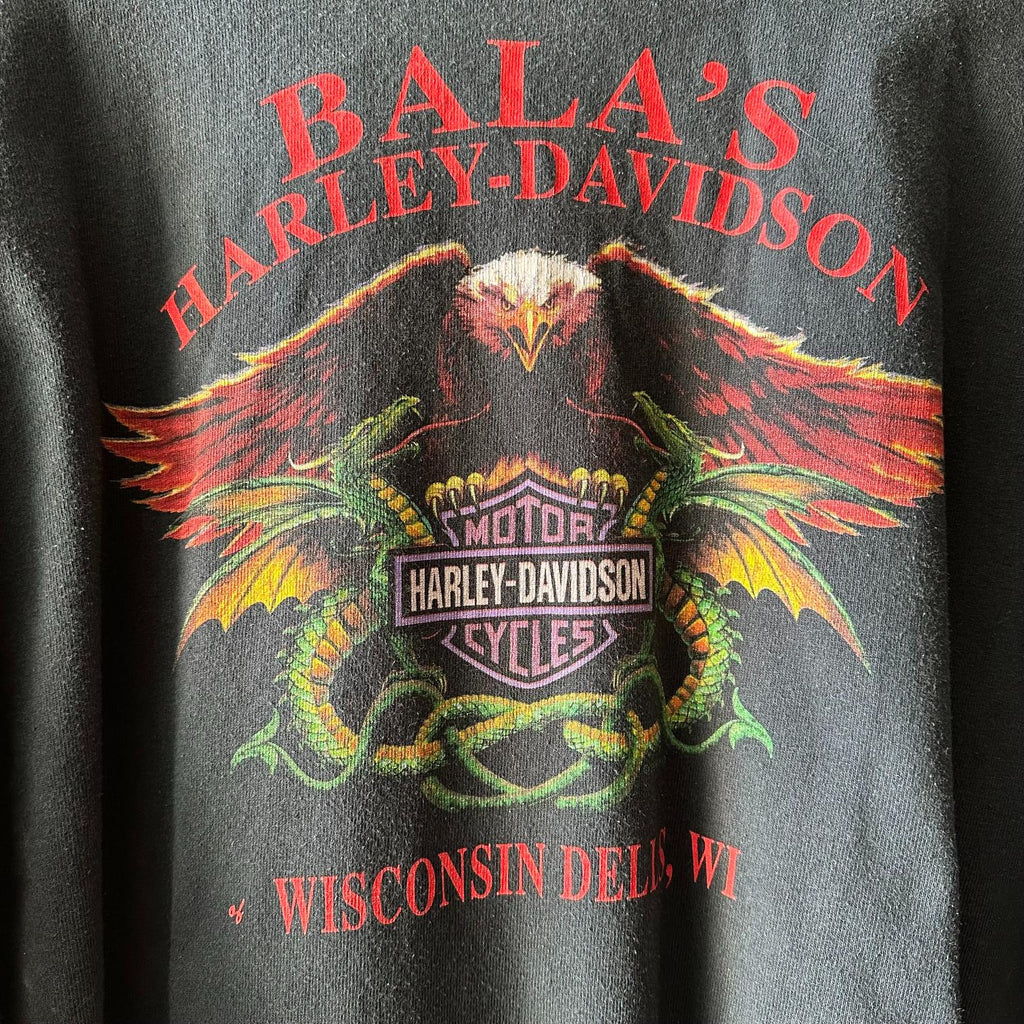 BALA'S
HARLEY-DAVIDSON
MOTOR
HARLEY-DAVIDSON
CYCLES
of WISCONSIN DELLS, WI